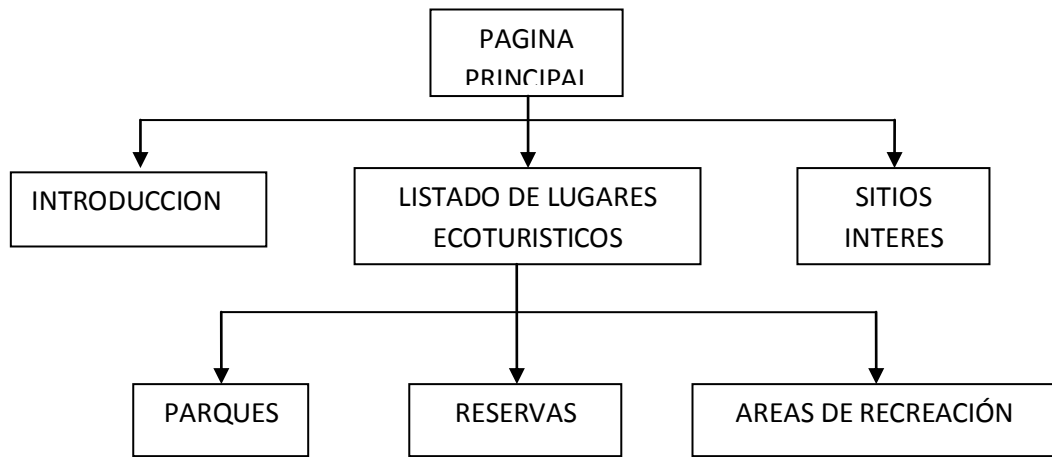 PAGINA
PRINCIPAL
INTRODUCCION
LISTADO DE LUGARES
ECOTURISTICOS
SITIOS
INTERES
PARQUES
RESERVAS
AREAS DE RECREACIÓN